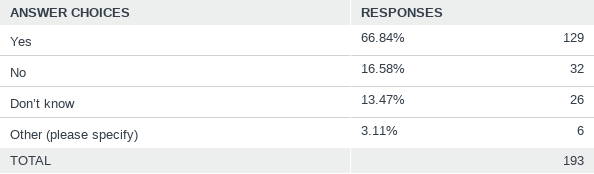 ANSWER CHOICES RESPONSES
Yes 66.84% 129
No 16.58% 32
Don’t know 13.47% 26
Other (please specify) 3.11% 6
TOTAL 193